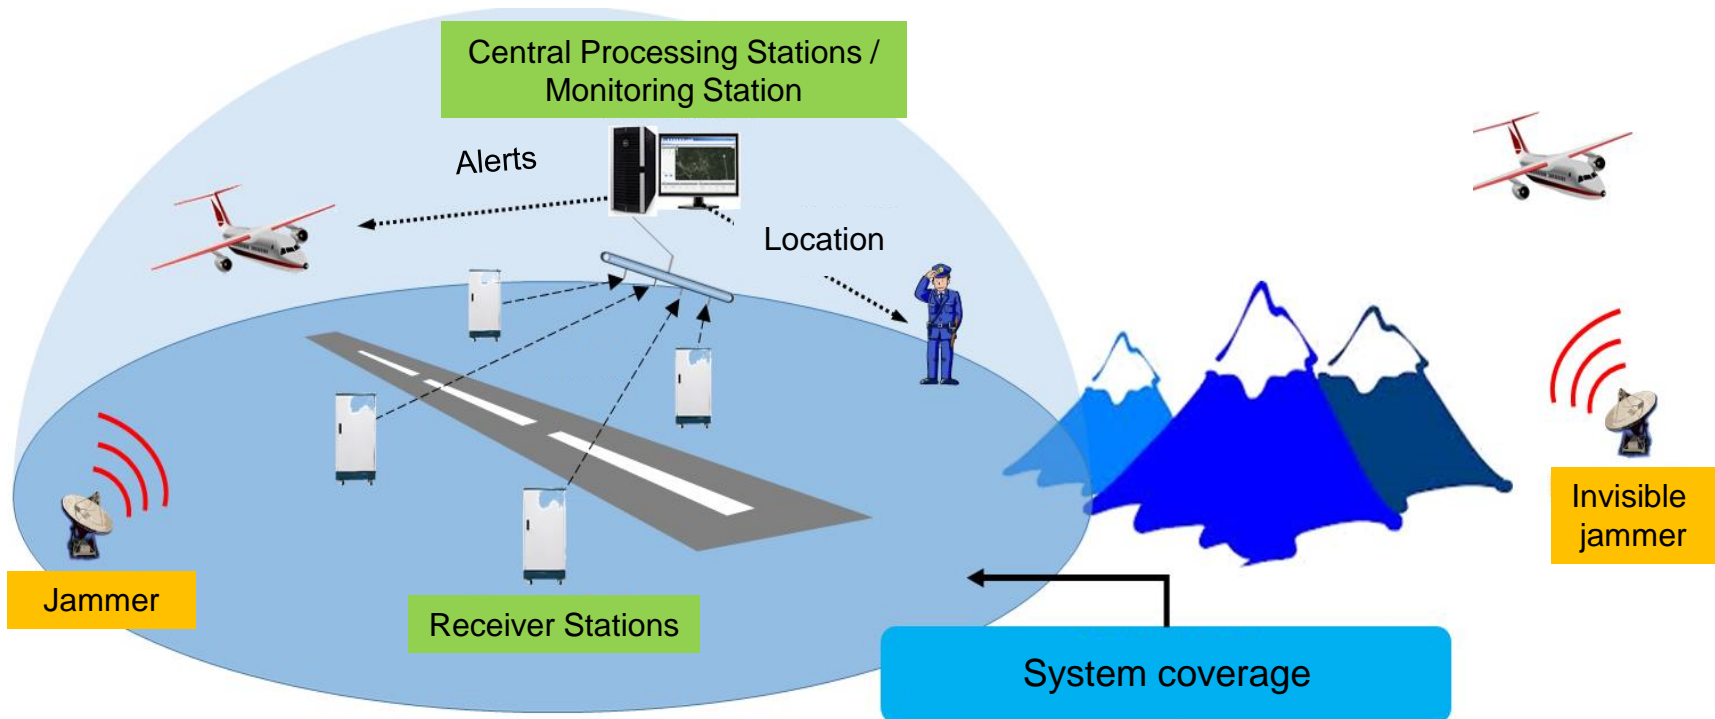 Central Processing Stations /
Monitoring Station
Alerts
Location
Jammer
Receiver Stations
Invisible
jammer
System coverage